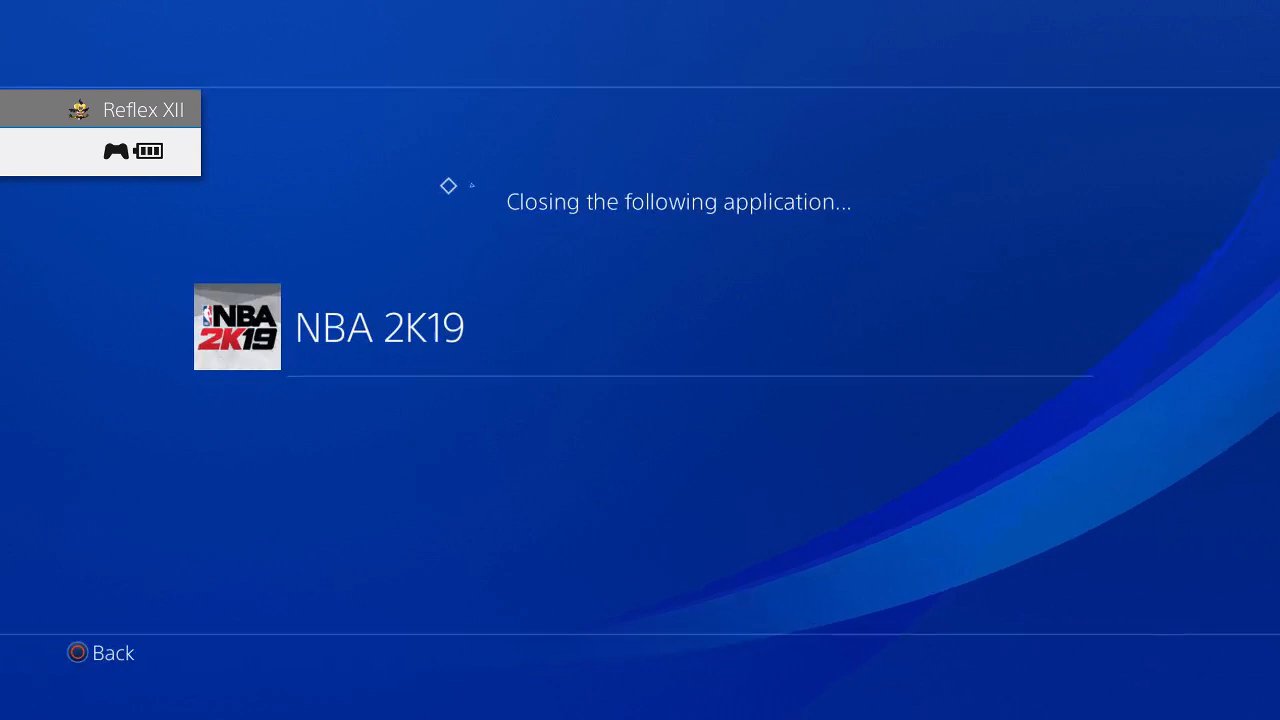 Reflex XII
Closing the following application...
NBA
2K19
NBA 2K19
Back